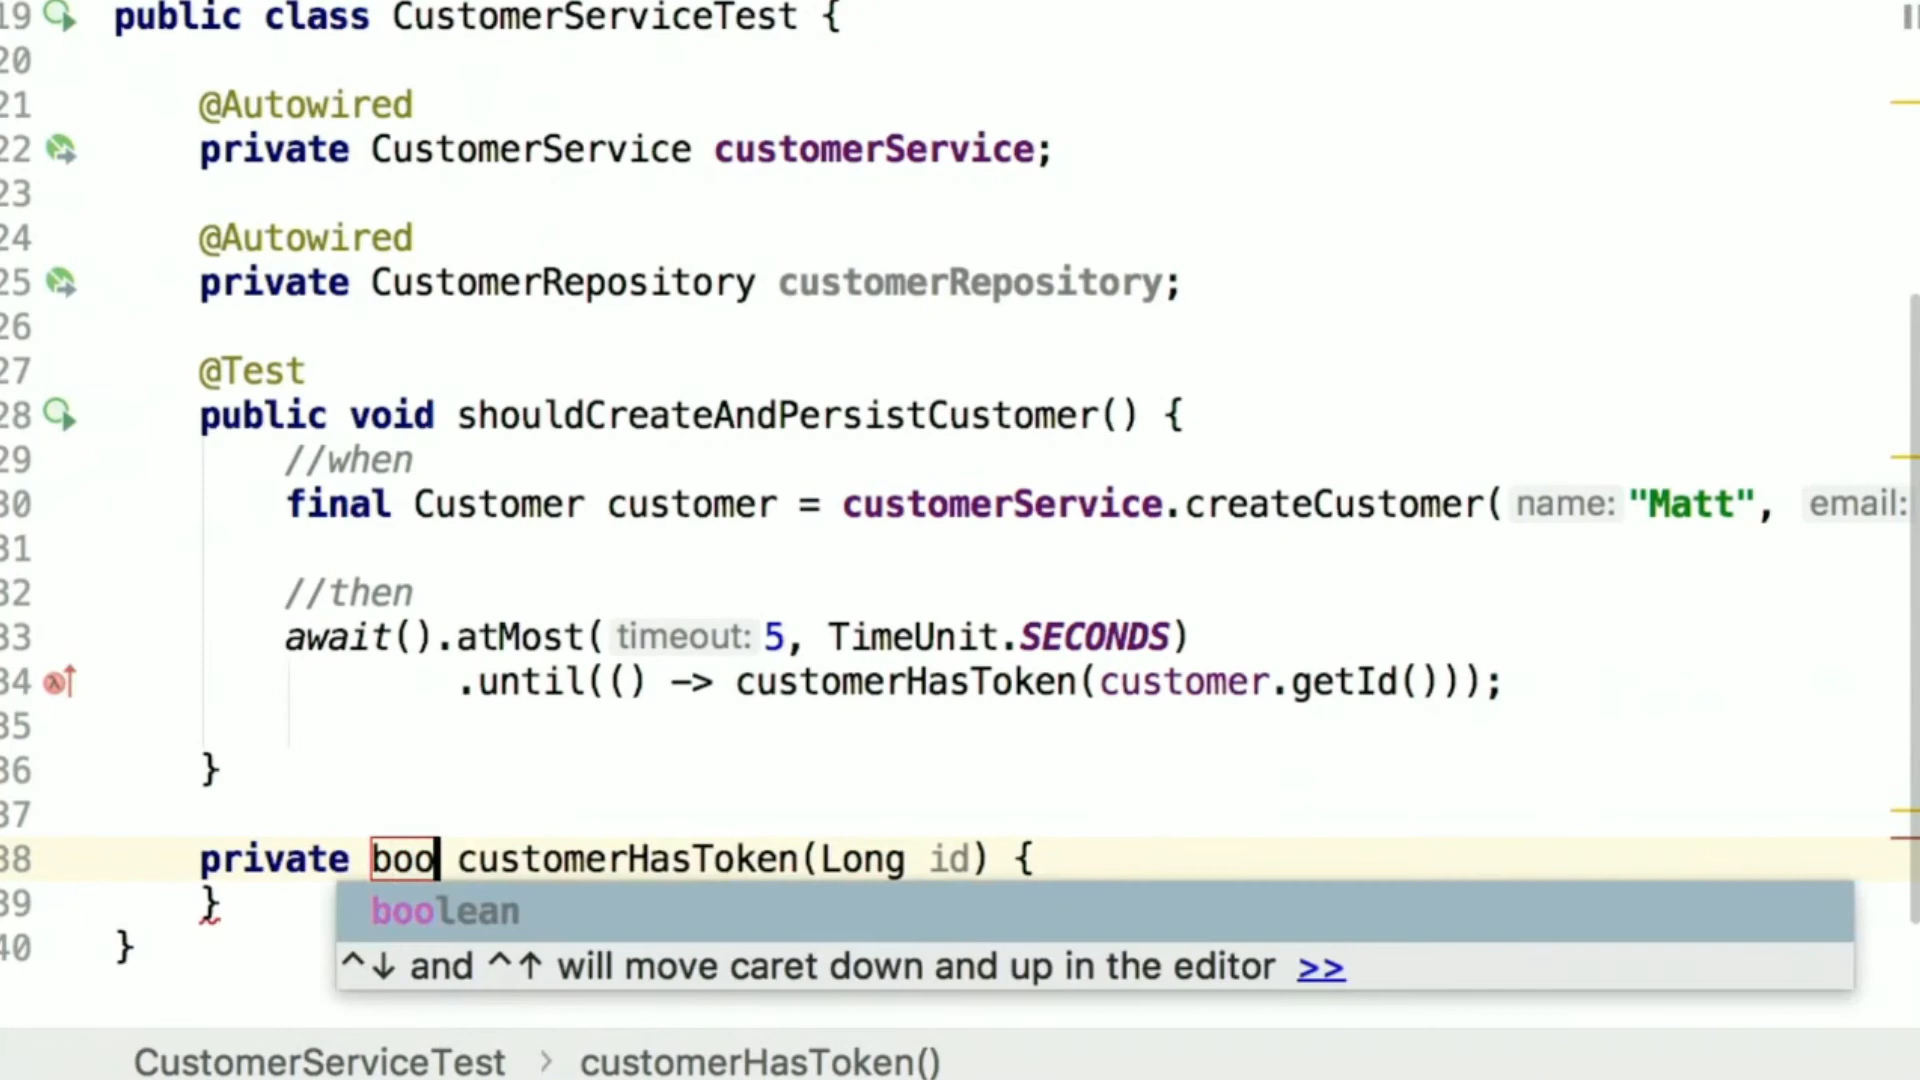 19 public class CustomerServiceTest {
20
21 @Autowired
22 private CustomerService customerService;
23
24 @Autowired
25 private CustomerRepository customerRepository;
26
27 @Test
28 public void shouldCreateAndPersistCustomer() {
29 //when
30 final Customer customer = customerService.createCustomer( name: "Matt", email:
31
32 //then
33 await().atMost( timeout: 5, TimeUnit.SECONDS)
34 .until(() -> customerHasToken(customer.getId()));
35
36 }
37
38 private boo customerHasToken(Long id) {
39 }
boolean
40 }
^↓ and ^↑ will move caret down and up in the editor >>
CustomerServiceTest > customerHasToken()